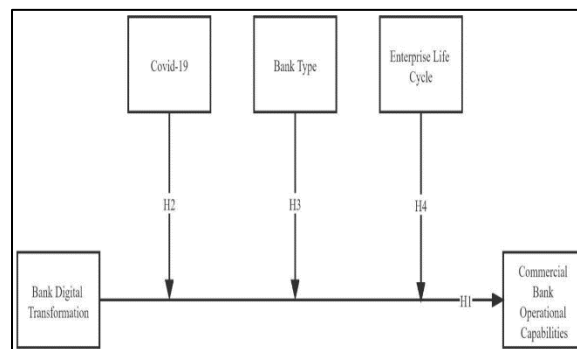 Covid-19
Bank Type
Enterprise Life
Cycle
H2
H3
H4
Bank Digital
Transformation
H1
Commercial
Bank
Operational
Capabilities